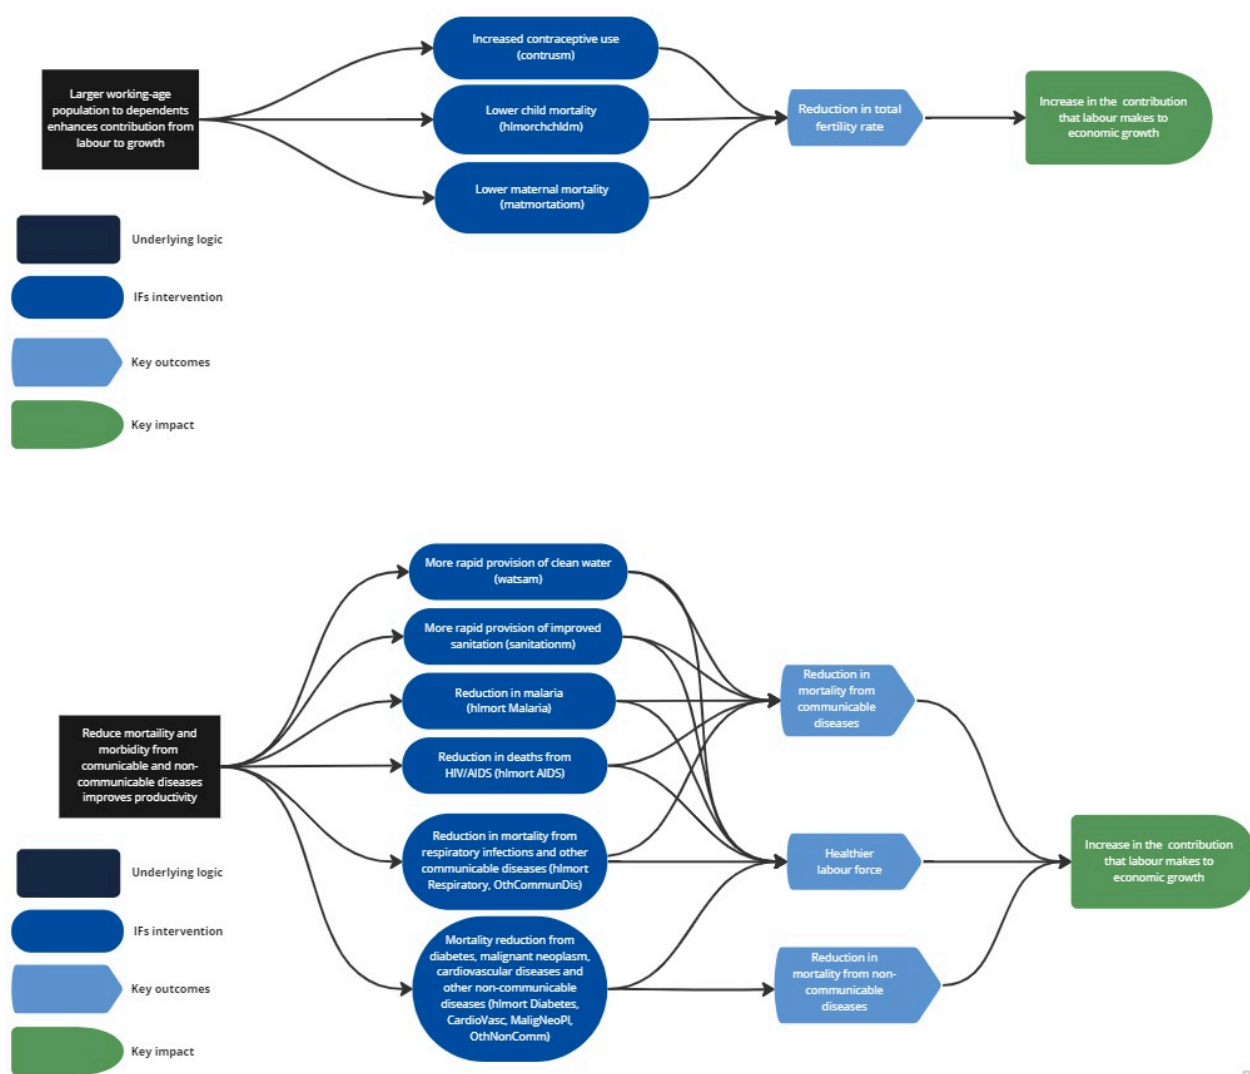 Larger working-age
population to dependents
enhances contribution from
labour to growth
Increased contraceptive use
(contrusm)
Lower child mortality
(hlmorchchldm)
Lower maternal mortality
(matmortatiom)
Reduction in total
fertility rate
Increase in the contribution
that labour makes to
economic growth
Underlying logic
IFs intervention
Key outcomes
Key impact
Reduce mortaility and
morbidity from
comunicable and non-
communicable diseases
improves productivity
More rapid provision of clean water
(watsam)
More rapid provision of improved
sanitation (sanitationm)
Reduction in malaria
(hlmort Malaria)
Reduction in deaths from
HIV/AIDS (hlmort AIDS)
Reduction in mortality from
respiratory infections and other
communicable diseases (hlmort
Respiratory, OthCommunDis)
Mortality reduction from
diabetes, malignant neoplasm,
cardiovascular diseases and
other non-communicable
diseases (hlmort Diabetes,
CardioVasc, MaligNeoPl,
OthNonComm)
Reduction in
mortality from
communicable
diseases
Healthier
labour force
Reduction in
mortality from non-
communicable
diseases
Increase in the contribution
that labour makes to
economic growth
Underlying logic
IFs intervention
Key outcomes
Key impact